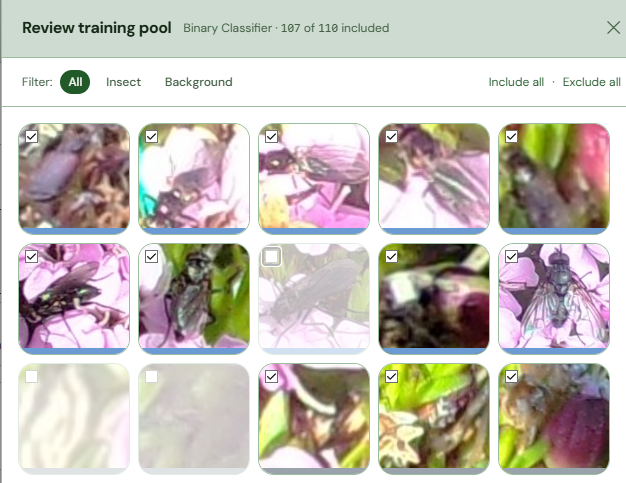 Review training pool Binary Classifier · 107 of 110 included
Filter: All Insect Background Include all · Exclude all